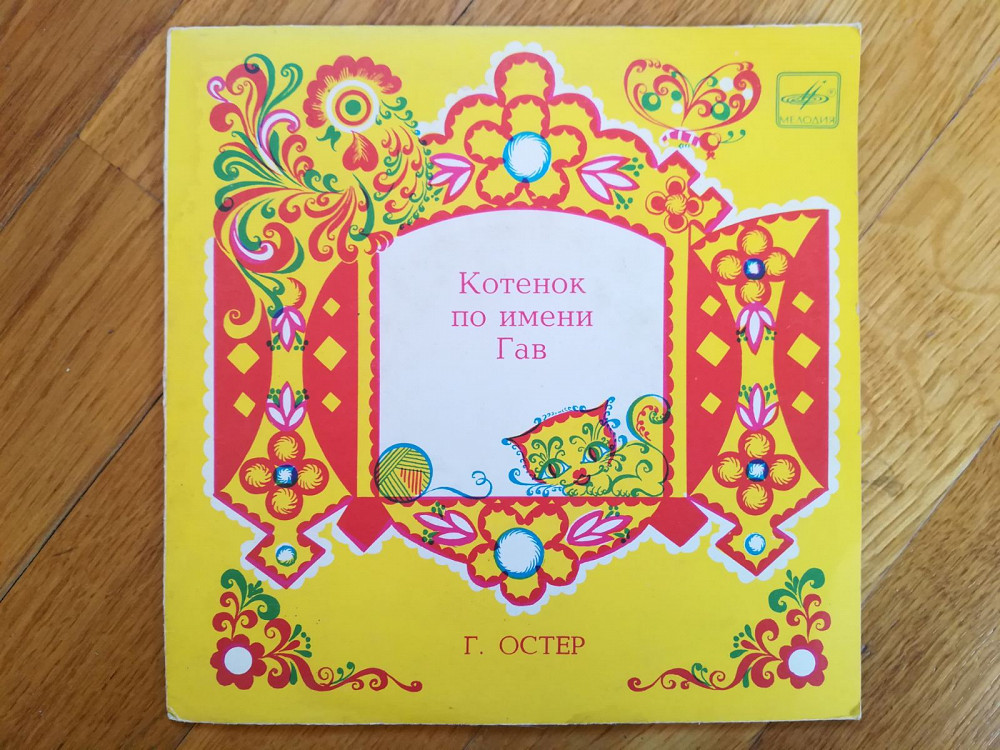 МЕЛОДИЯ
Котенок
по имени
Гав
Г. ОСТЕР